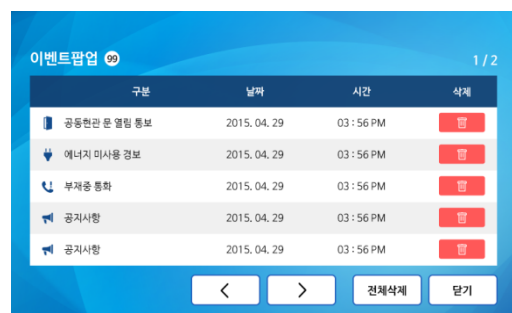 이벤트팝업 99 1 / 2
구분 날짜 시간 삭제
공동현관 문 열림 통보 2015. 04. 29 03 : 56 PM
에너지 미사용 경보 2015. 04. 29 03 : 56 PM
부재중 통화 2015. 04. 29 03 : 56 PM
공지사항 2015. 04. 29 03 : 56 PM
공지사항 2015. 04. 29 03 : 56 PM
전체삭제 닫기